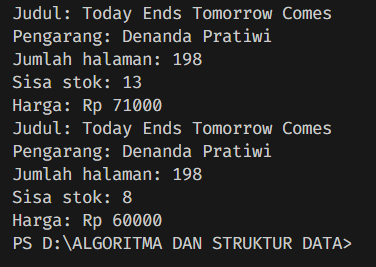 Judul: Today Ends Tomorrow Comes
Pengarang: Denanda Pratiwi
Jumlah halaman: 198
Sisa stok: 13
Harga: Rp 71000
Judul: Today Ends Tomorrow Comes
Pengarang: Denanda Pratiwi
Jumlah halaman: 198
Sisa stok: 8
Harga: Rp 60000
PS D:\ALGORITMA DAN STRUKTUR DATA>